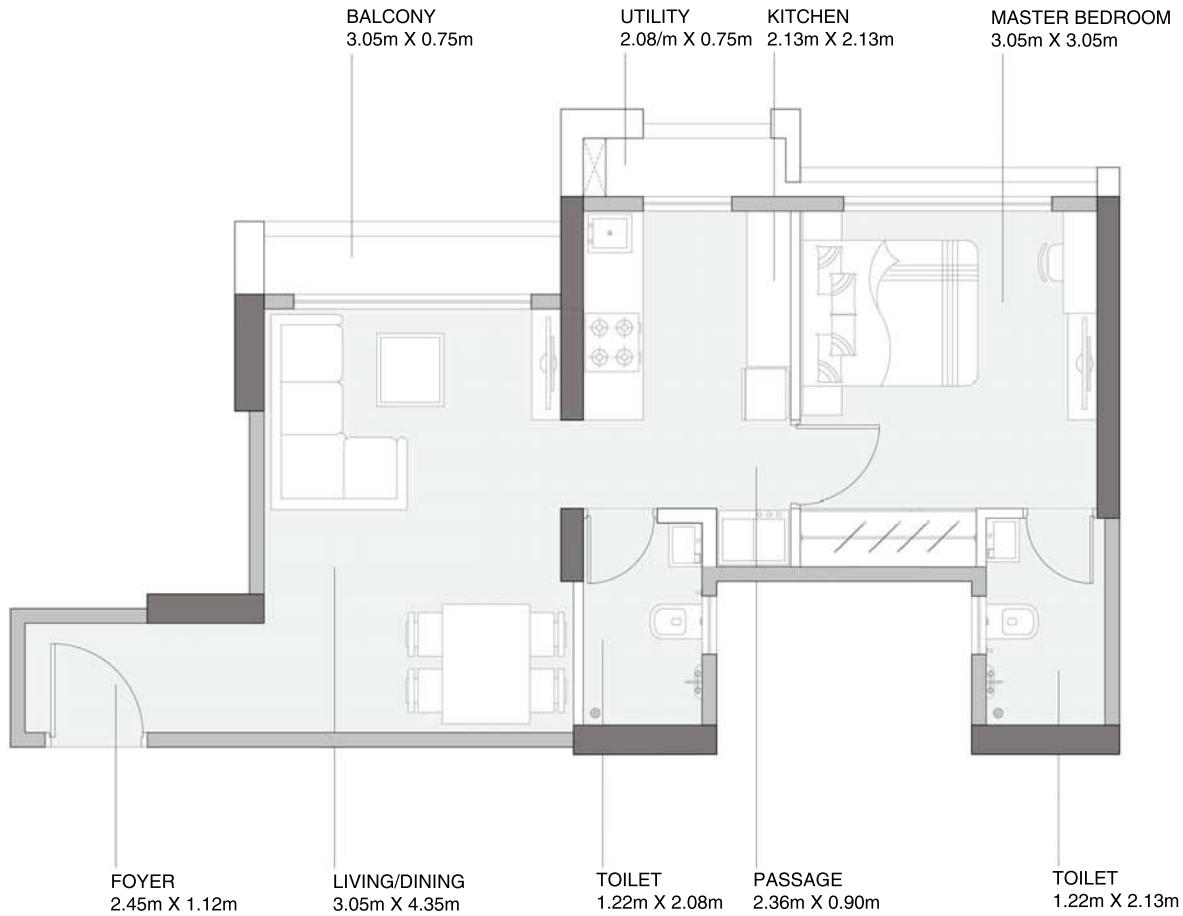 BALCONY
3.05m X 0.75m
UTILITY
2.08/m X 0.75m
KITCHEN
2.13m X 2.13m
MASTER BEDROOM
3.05m X 3.05m
FOYER
2.45m X 1.12m
LIVING/DINING
3.05m X 4.35m
TOILET
1.22m X 2.08m
PASSAGE
2.36m X 0.90m
TOILET
1.22m X 2.13m